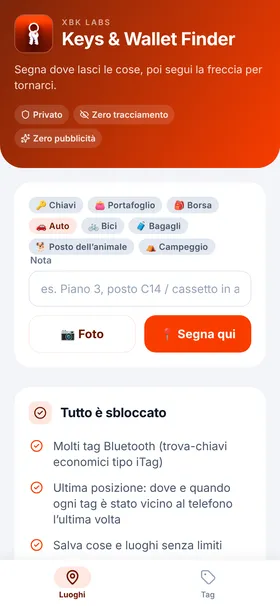 XBK LABS
Keys & Wallet Finder
Segna dove lasci le cose, poi segui la freccia per
tornarci.
Privato
Zero tracciamento
Zero pubblicità
Chiavi
Portafoglio
Borsa
Auto
Bici
Bagagli
Posto dell'animale
Campeggio
Nota
es. Piano 3, posto C14 / cassetto in a
Foto
Segna qui
Tutto è sbloccato
Molti tag Bluetooth (trova-chiavi
economici tipo iTag)
Ultima posizione: dove e quando
ogni tag è stato vicino al telefono
l'ultima volta
Salva cose e luoghi senza limiti
Luoghi
Tag